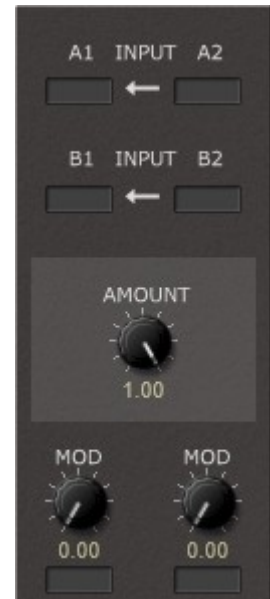 A1 INPUT A2
B1 INPUT B2
AMOUNT
1.00
MOD MOD
0.00 0.00